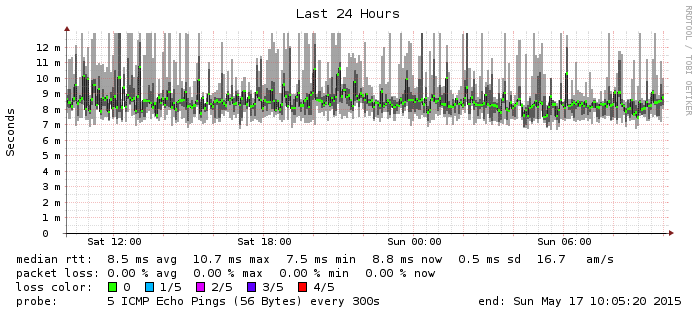 Last 24 Hours
RRDTOOL / TOBI OETIKER
Seconds
12 m
11 m
10 m
9 m
8 m
7 m
6 m
5 m
4 m
3 m
2 m
1 m
0
Sat 12:00 Sat 18:00 Sun 00:00 Sun 06:00
median rtt: 8.5 ms avg 10.7 ms max 7.5 ms min 8.8 ms now 0.5 ms sd 16.7 am/s
packet loss: 0.00 % avg 0.00 % max 0.00 % min 0.00 % now
loss color: 0 1/5 2/5 3/5 4/5
probe: 5 ICMP Echo Pings (56 Bytes) every 300s end: Sun May 17 10:05:20 2015